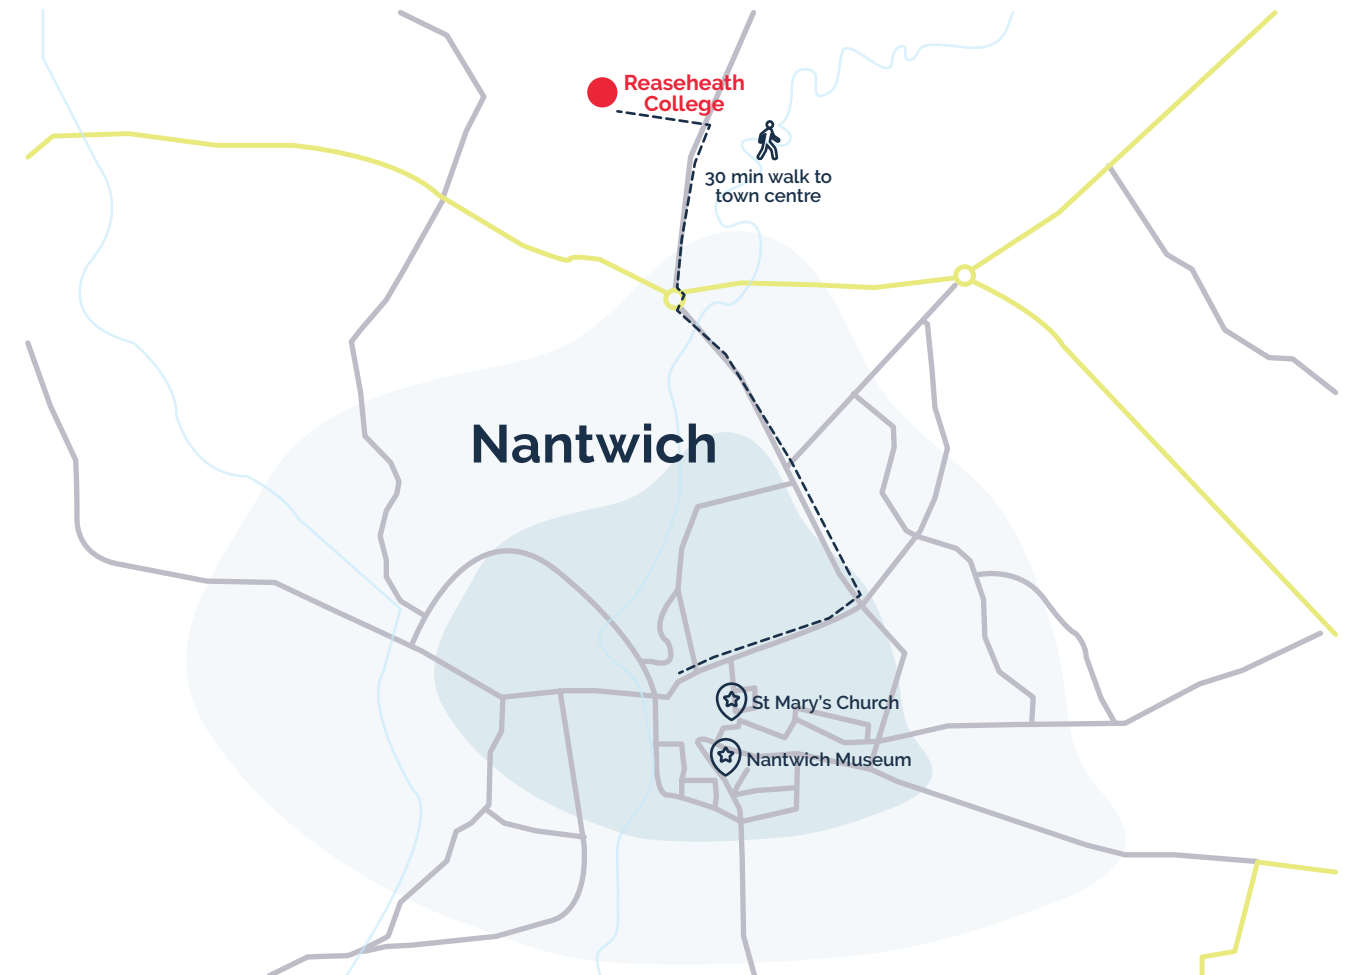 Reaseheath
College
30 min walk to
town centre
Nantwich
St Mary’s Church
Nantwich Museum